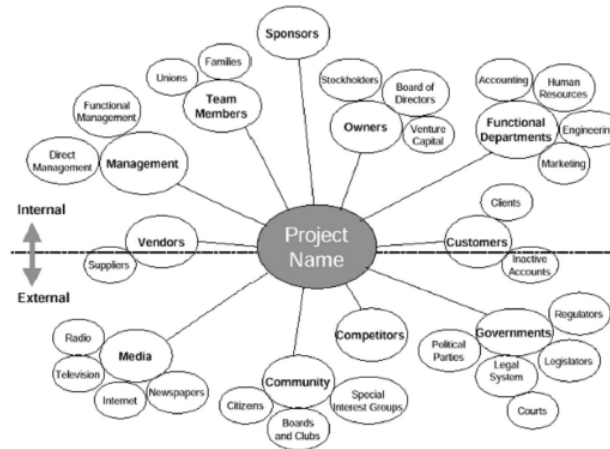 Sponsors
Families
Unions
Team
Members
Stockholders
Board of
Directors
Owners
Venture
Capital
Accounting
Human
Resources
Functional
Departments
Engineering
Marketing
Functional
Management
Direct
Management
Management
Internal
External
Vendors
Suppliers
Project
Name
Clients
Customers
Inactive
Accounts
Radio
Media
Television
Internet
Newspapers
Community
Citizens
Boards
and Clubs
Special
Interest Groups
Competitors
Governments
Regulators
Political
Parties
Legal
System
Legislators
Courts